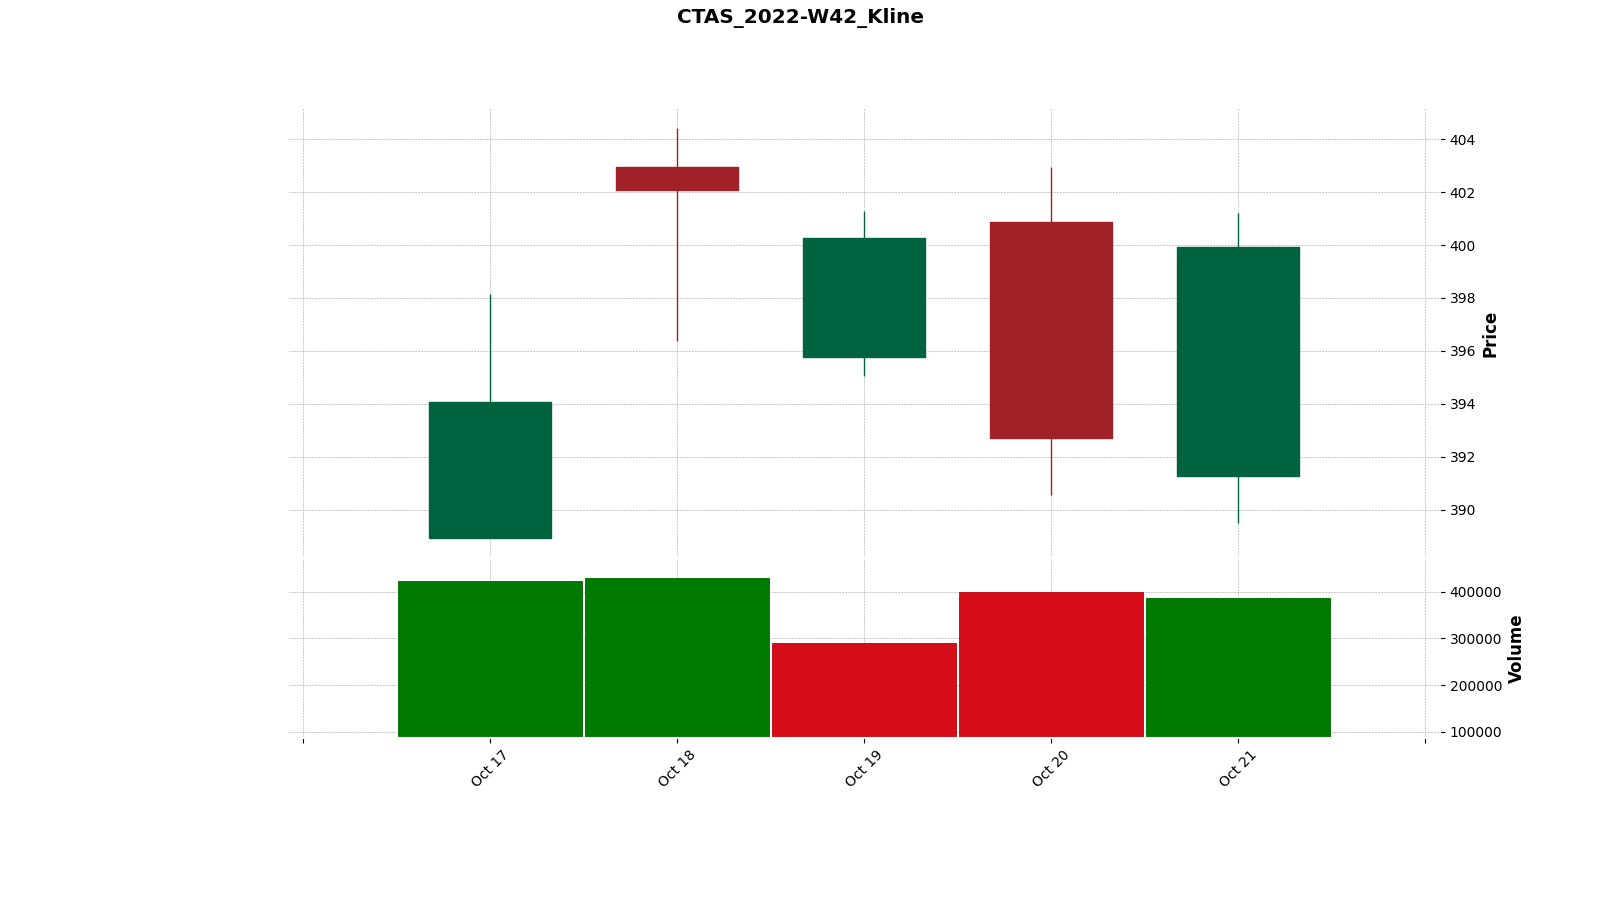 CTAS_2022-W42_Kline
404
402
400
398
396
394
392
390
Price
400000
300000
200000
100000
Volume
Oct 17
Oct 18
Oct 19
Oct 20
Oct 21